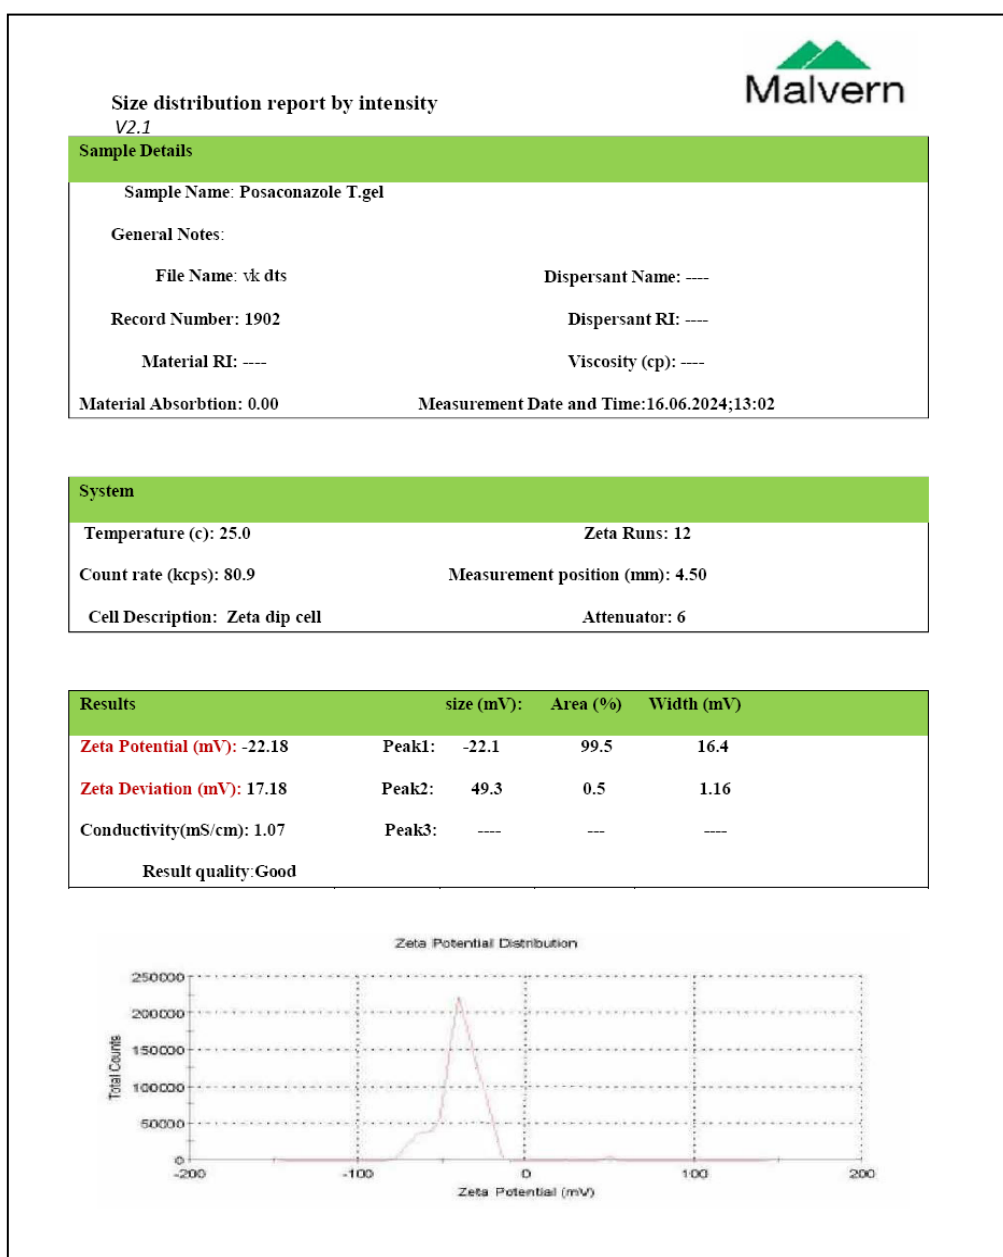 Malvern
Size distribution report by intensity
V2.1
Sample Details
Sample Name: Posaconazole T.gel
General Notes:
File Name: vk dts Dispersant Name: ----
Record Number: 1902 Dispersant RI: ----
Material RI: ---- Viscosity (cp): ----
Material Absorbtion: 0.00 Measurement Date and Time:16.06.2024;13:02
System
Temperature (c): 25.0 Zeta Runs: 12
Count rate (kcps): 80.9 Measurement position (mm): 4.50
Cell Description: Zeta dip cell Attenuator: 6
Results size (mV): Area (%) Width (mV)
Zeta Potential (mV): -22.18 Peak1: -22.1 99.5 16.4
Zeta Deviation (mV): 17.18 Peak2: 49.3 0.5 1.16
Conductivity(mS/cm): 1.07 Peak3: ---- --- ----
Result quality:Good
Zeta Potential Distribution
250000
200000
150000
100000
50000
0
Total Counts
-200 -100 0 100 200
Zeta Potential (mV)